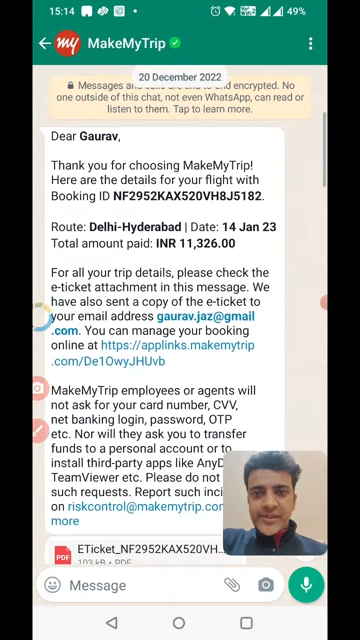 15:14
49%
my
MakeMyTrip
20 December 2022
Messages and calls are end-to-end encrypted. No
one outside of this chat, not even WhatsApp, can read or
listen to them. Tap to learn more.
Dear Gaurav,
Thank you for choosing MakeMyTrip!
Here are the details for your flight with
Booking ID NF2952KAX520VH8J5182.
Route: Delhi-Hyderabad | Date: 14 Jan 23
Total amount paid: INR 11,326.00
For all your trip details, please check the
e-ticket attachment in this message. We
have also sent a copy of the e-ticket to
your email address gaurav.jaz@gmail
.com. You can manage your booking
online at https://applinks.makemytrip
.com/De1OwyJHUvb
MakeMyTrip employees or agents will
not ask for your card number, CVV,
net banking login, password, OTP
etc. Nor will they ask you to transfer
funds to a personal account or to
install third-party apps like AnyD
TeamViewer etc. Please do not
such requests. Report such inci
on riskcontrol@makemytrip.com
more
ETicket_NF2952KAX520VH...
103 kB • PDF
PDF
Message